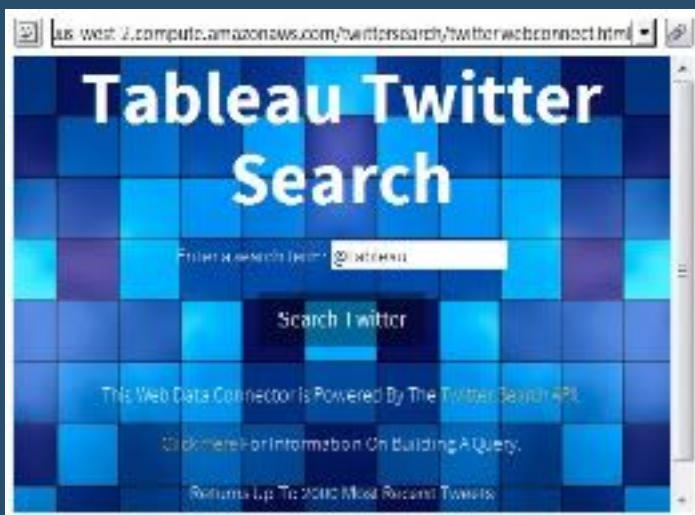 us-west-2.compute.amazonaws.com/twittersearch/twitterwebconnect.html
Tableau Twitter
Search
Enter a search term: @tableau
Search Twitter
This Web Data Connector is Powered By The Twitter Search API.
Click Here For Information On Building A Query.
Returns Up To 2000 Most Recent Tweets